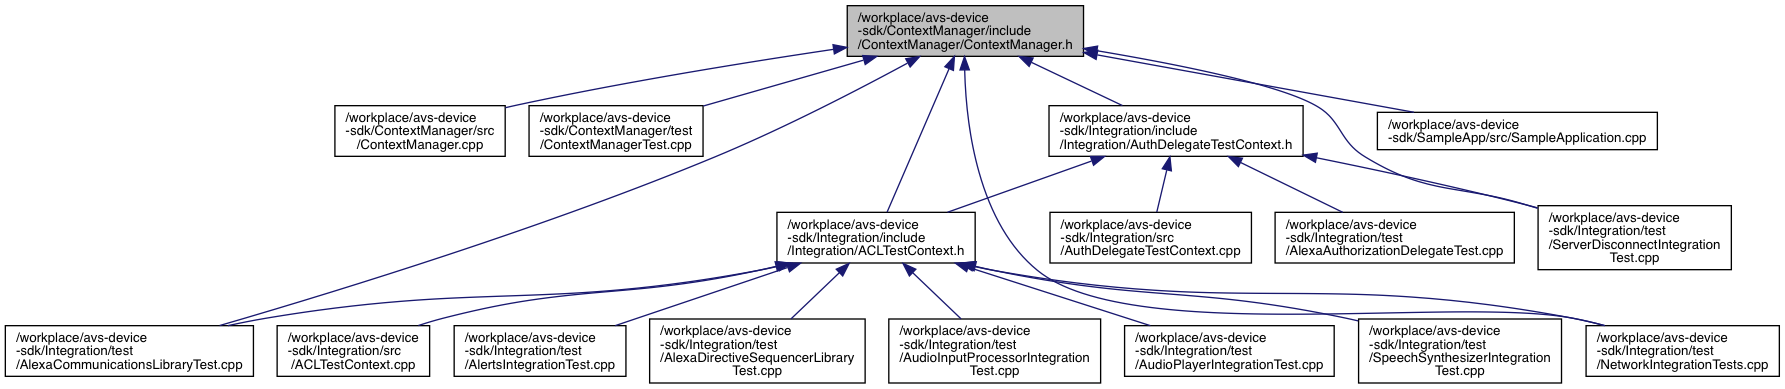 /workplace/avs-device
-sdk/ContextManager/include
/ContextManager/ContextManager.h
/workplace/avs-device
-sdk/ContextManager/src
/ContextManager.cpp
/workplace/avs-device
-sdk/ContextManager/test
/ContextManagerTest.cpp
/workplace/avs-device
-sdk/Integration/include
/Integration/AuthDelegateTestContext.h
/workplace/avs-device
-sdk/SampleApp/src/SampleApplication.cpp
/workplace/avs-device
-sdk/Integration/include
/Integration/ACLTestContext.h
/workplace/avs-device
-sdk/Integration/src
/AuthDelegateTestContext.cpp
/workplace/avs-device
-sdk/Integration/test
/AlexaAuthorizationDelegateTest.cpp
/workplace/avs-device
-sdk/Integration/test
/ServerDisconnectIntegration
Test.cpp
/workplace/avs-device
-sdk/Integration/test
/AlexaCommunicationsLibraryTest.cpp
/workplace/avs-device
-sdk/Integration/src
/ACLTestContext.cpp
/workplace/avs-device
-sdk/Integration/test
/AlertsIntegrationTest.cpp
/workplace/avs-device
-sdk/Integration/test
/AlexaDirectiveSequencerLibrary
Test.cpp
/workplace/avs-device
-sdk/Integration/test
/AudioInputProcessorIntegration
Test.cpp
/workplace/avs-device
-sdk/Integration/test
/AudioPlayerIntegrationTest.cpp
/workplace/avs-device
-sdk/Integration/test
/SpeechSynthesizerIntegration
Test.cpp
/workplace/avs-device
-sdk/Integration/test
/NetworkIntegrationTests.cpp